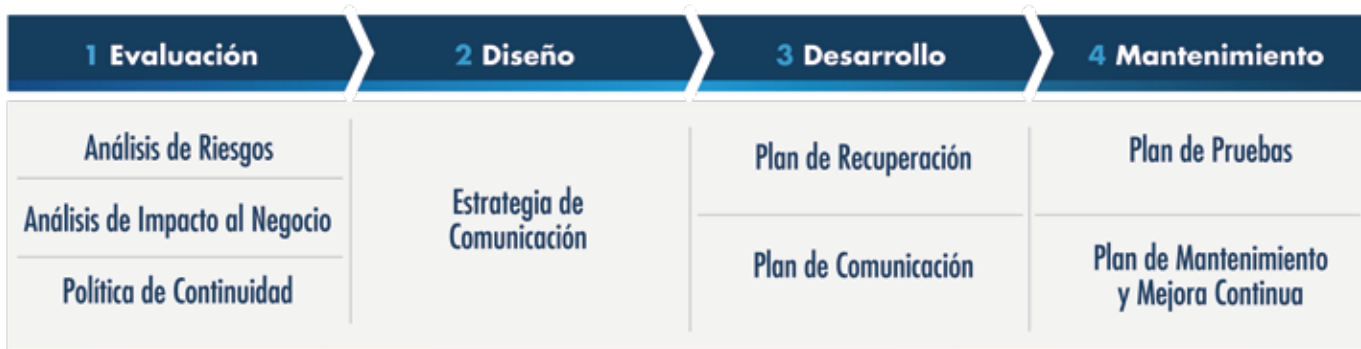 1 Evaluación
2 Diseño
3 Desarrollo
4 Mantenimiento
Análisis de Riesgos
Análisis de Impacto al Negocio
Política de Continuidad
Estrategia de
Comunicación
Plan de Recuperación
Plan de Comunicación
Plan de Pruebas
Plan de Mantenimiento
y Mejora Continua